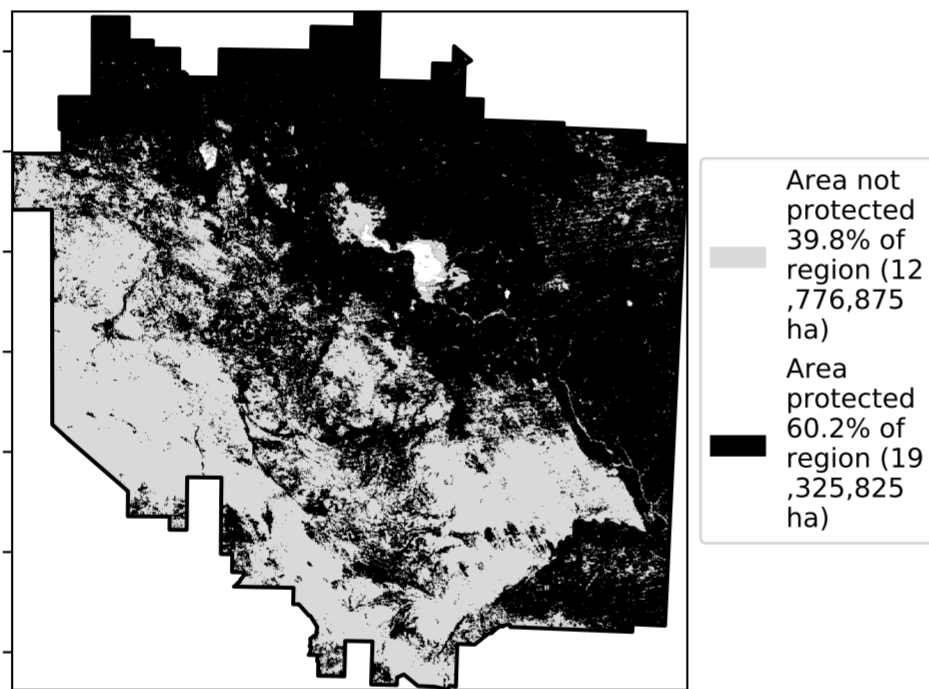 Area not
protected
39.8% of
region (12
,776,875
ha)
Area
protected
60.2% of
region (19
,325,825
ha)